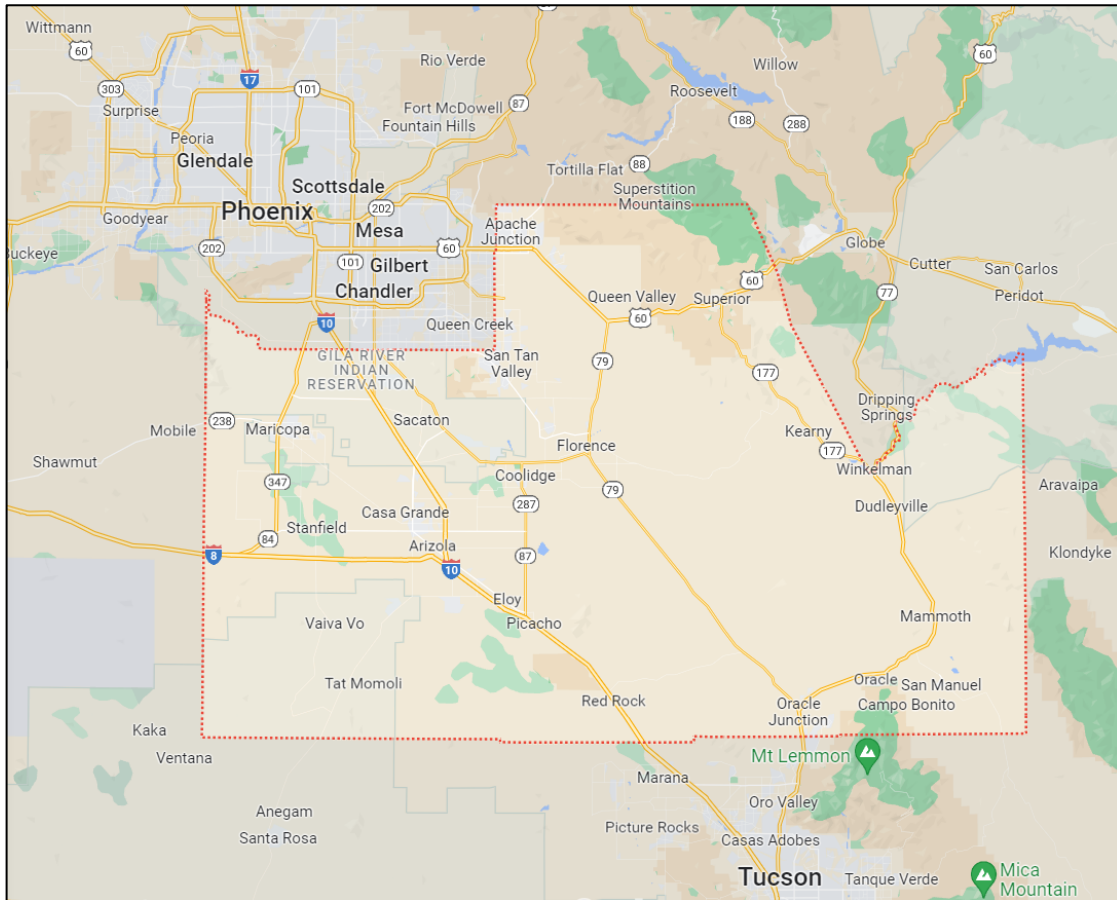 Wittmann
60
303
Surprise
17
101
Rio Verde
87
Willow
60
Roosevelt
188
288
Peoria
Glendale
Fort McDowell
Fountain Hills
Tortilla Flat
88
Superstition
Mountains
Scottsdale
202
Goodyear
Phoenix
Mesa
Apache
Junction
Buckeye
202
101
60
Gilbert
Chandler
Globe
Cutter
San Carlos
Peridot
77
60
Queen Valley
Superior
60
10
Queen Creek
GILA RIVER
INDIAN
RESERVATION
San Tan
Valley
79
177
Dripping
Springs
238
Mobile
Maricopa
Sacaton
Kearny
177
Shawmut
Florence
Winkelman
347
Coolidge
79
Aravaipa
287
Dudleyville
Casa Grande
Stanfield
84
Arizola
8
10
87
Klondyke
Eloy
Picacho
Vaiva Vo
Mammoth
Tat Momoli
Red Rock
Oracle
San Manuel
Campo Bonito
Oracle
Junction
Kaka
Ventana
Mt Lemmon
Marana
Oro Valley
Anegam
Santa Rosa
Picture Rocks
Casas Adobes
Tucson
Tanque Verde
Mica
Mountain